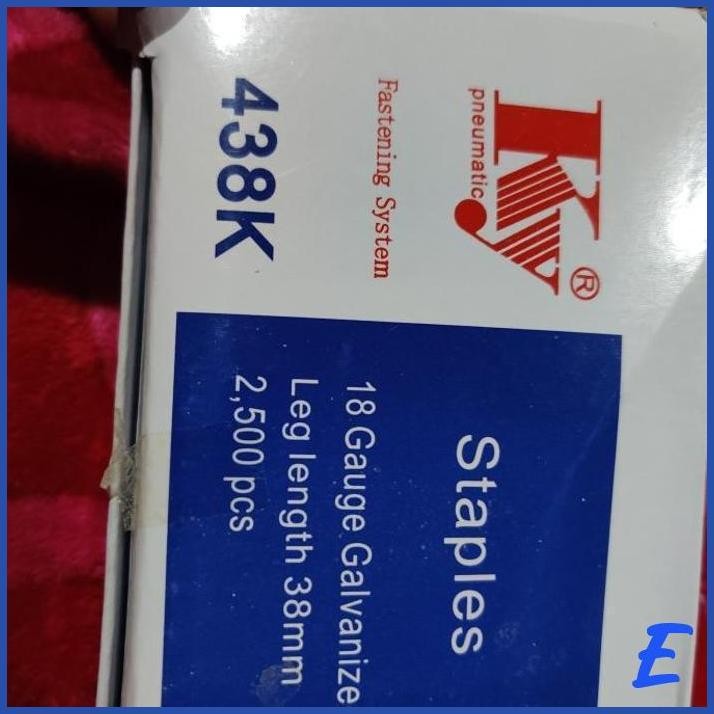 Ky®
pneumatic
Fastening System
438K
Staples
18 Gauge Galvanize
Leg length 38mm
2,500 pcs
E